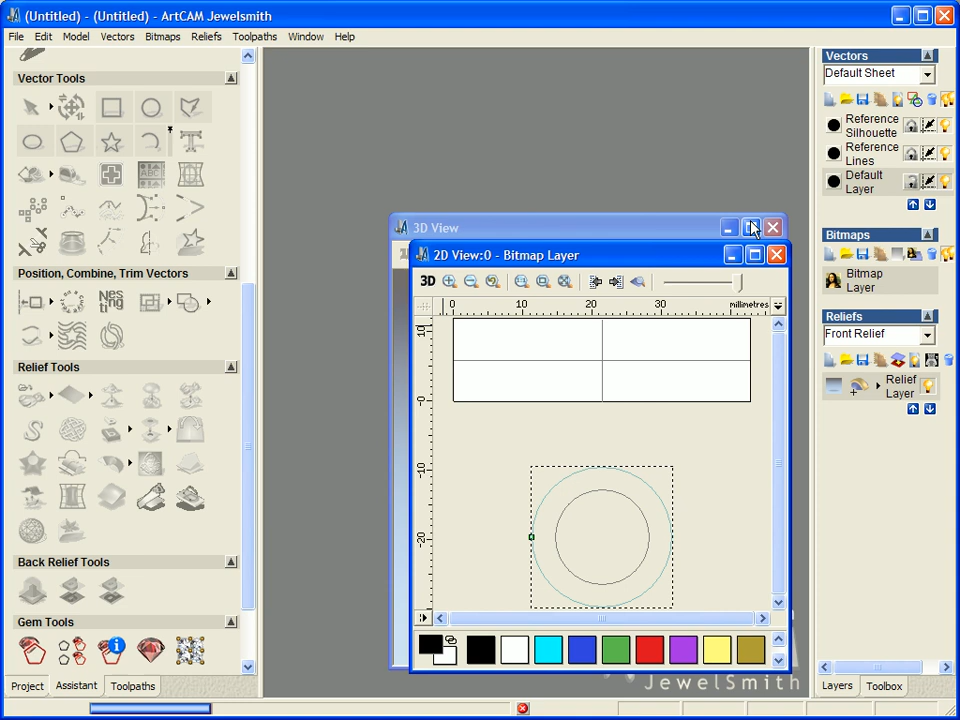 (Untitled) - (Untitled) - ArtCAM Jewelsmith
File Edit Model Vectors Bitmaps Reliefs Toolpaths Window Help
Vector Tools
ABC
T
Position, Combine, Trim Vectors
Nes
ting
Relief Tools
Back Relief Tools
Gem Tools
Project Assistant Toolpaths
3D View
2D View:0 - Bitmap Layer
3D
0 10 20 30 millimetres
10
-0
-10
-20
JewelSmith
Vectors
Default Sheet
Reference
Silhouette
Reference
Lines
Default
Layer
Bitmaps
Bitmap
Layer
Reliefs
Front Relief
Relief
Layer
Layers Toolbox